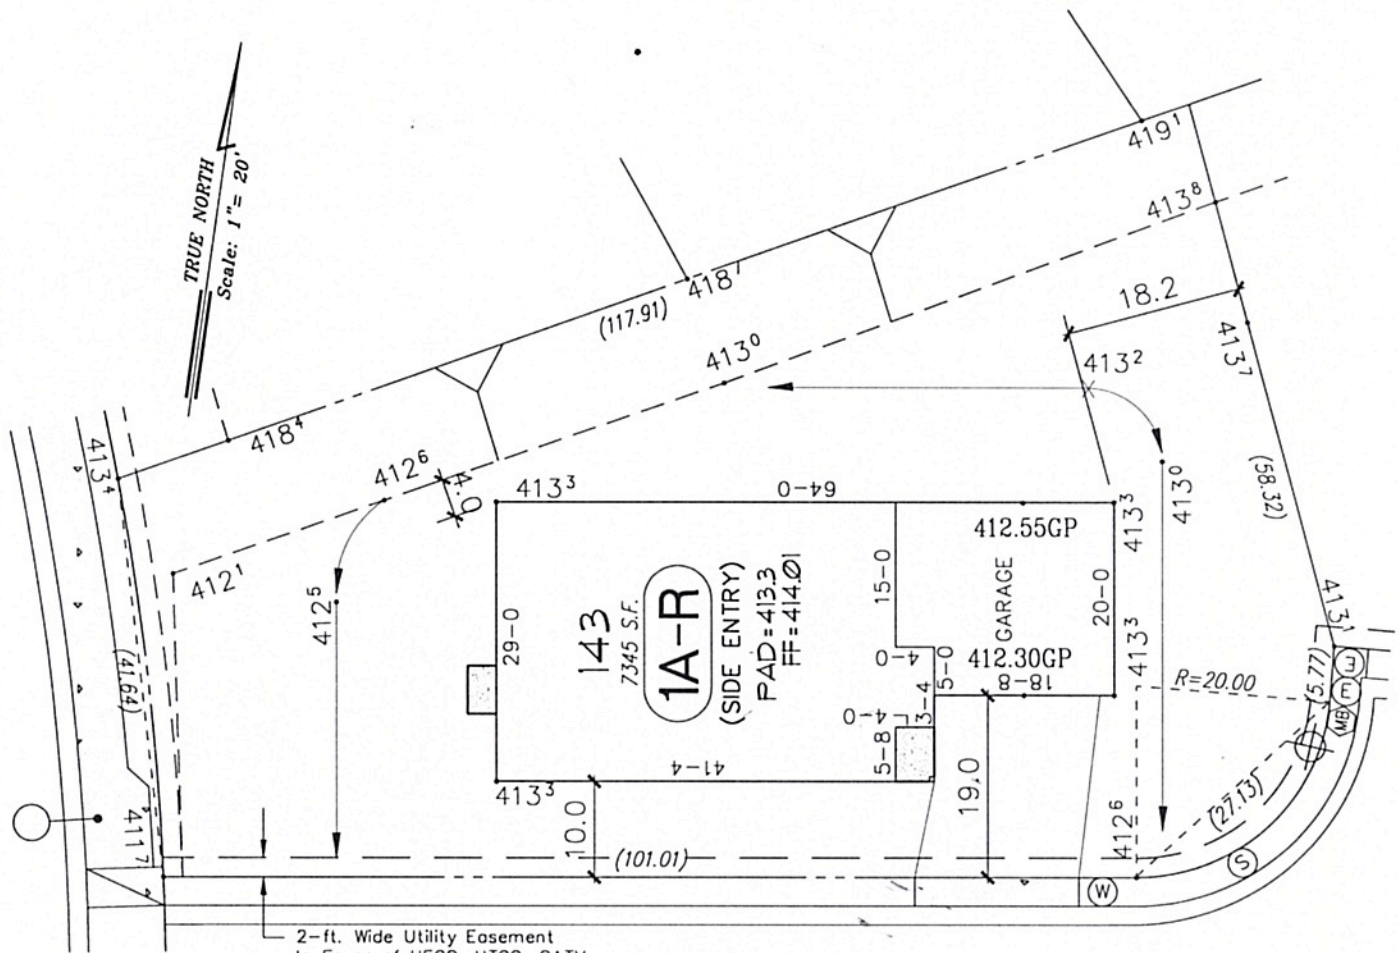 TRUE NORTH
Scale: 1"= 20'
419¹
413⁸
418
(117.91)
18.2
413⁷
413⁰
413²
418⁴
413⁴
412⁶
4.0
413³
64-0
413³
413⁰
(58.32)
412¹
412⁵
412.55GP
29-0
143
7345 S.F.
1A-R
(SIDE ENTRY)
PAD=413.3
FF=414.01
15-0
GARAGE
20-0
413³
413¹
4-0
5-0
412.30GP
18-8
R=20.00
(5.77)
E
E
MB
(41.64)
4-0
3-4
5-8
41-4
413³
10.0
19.0
412⁶
(27.13)
411⁷
(101.01)
W
S
2-ft. Wide Utility Easement